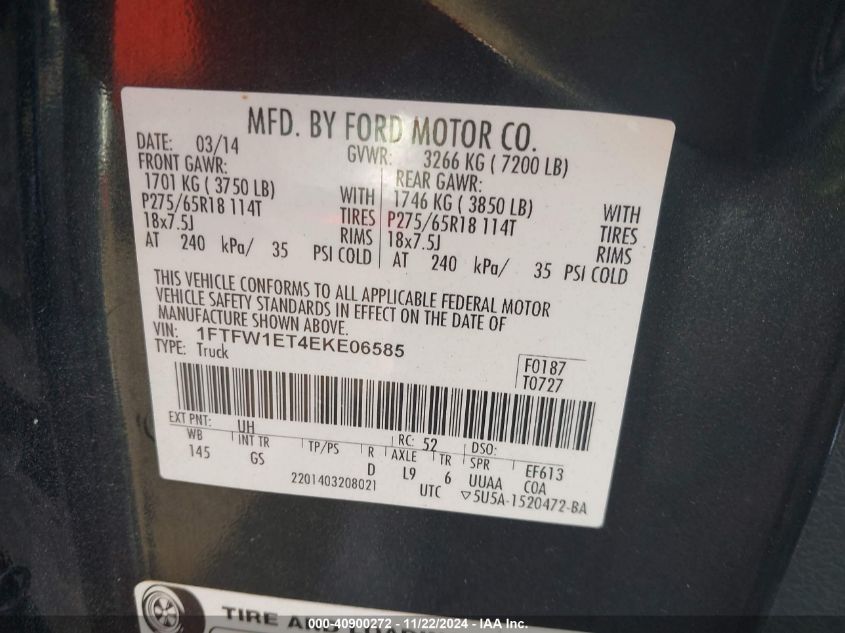 MFD. BY FORD MOTOR CO.
DATE: 03/14
GVWR: 3266 KG ( 7200 LB)
FRONT GAWR:
1701 KG ( 3750 LB) WITH
P275/65R18 114T TIRES
18x7.5J RIMS
AT 240 kPa/ 35 PSI COLD
REAR GAWR:
1746 KG ( 3850 LB) WITH
P275/65R18 114T TIRES
18x7.5J RIMS
AT 240 kPa/ 35 PSI COLD
THIS VEHICLE CONFORMS TO ALL APPLICABLE FEDERAL MOTOR
VEHICLE SAFETY STANDARDS IN EFFECT ON THE DATE OF
MANUFACTURE SHOWN ABOVE.
VIN: 1FTFW1ET4EKE06585
TYPE: Truck
F0187
T0727
EXT PNT: UH RC: 52 DSO:
WB INT TR TP/PS R AXLE TR SPR EF613
145 GS D L9 6 UUAA COA
2201403208021 UTC ▽5U5A-1520472-BA
TIRE AND
000-40900272 - 11/22/2024 - IAA Inc.